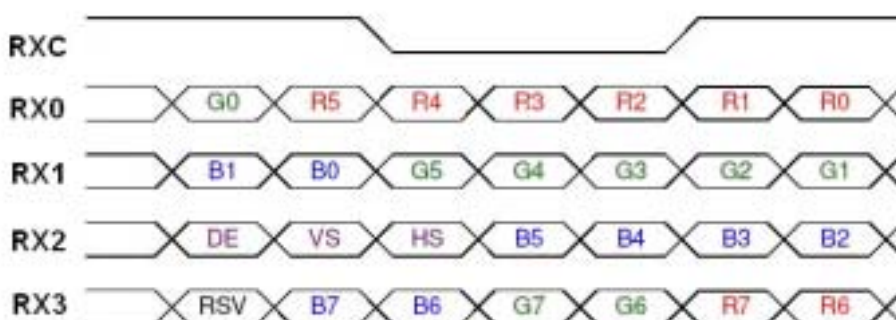 RXC
RX0 G0 R5 R4 R3 R2 R1 R0
RX1 B1 B0 G5 G4 G3 G2 G1
RX2 DE VS HS B5 B4 B3 B2
RX3 RSV B7 B6 G7 G6 R7 R6